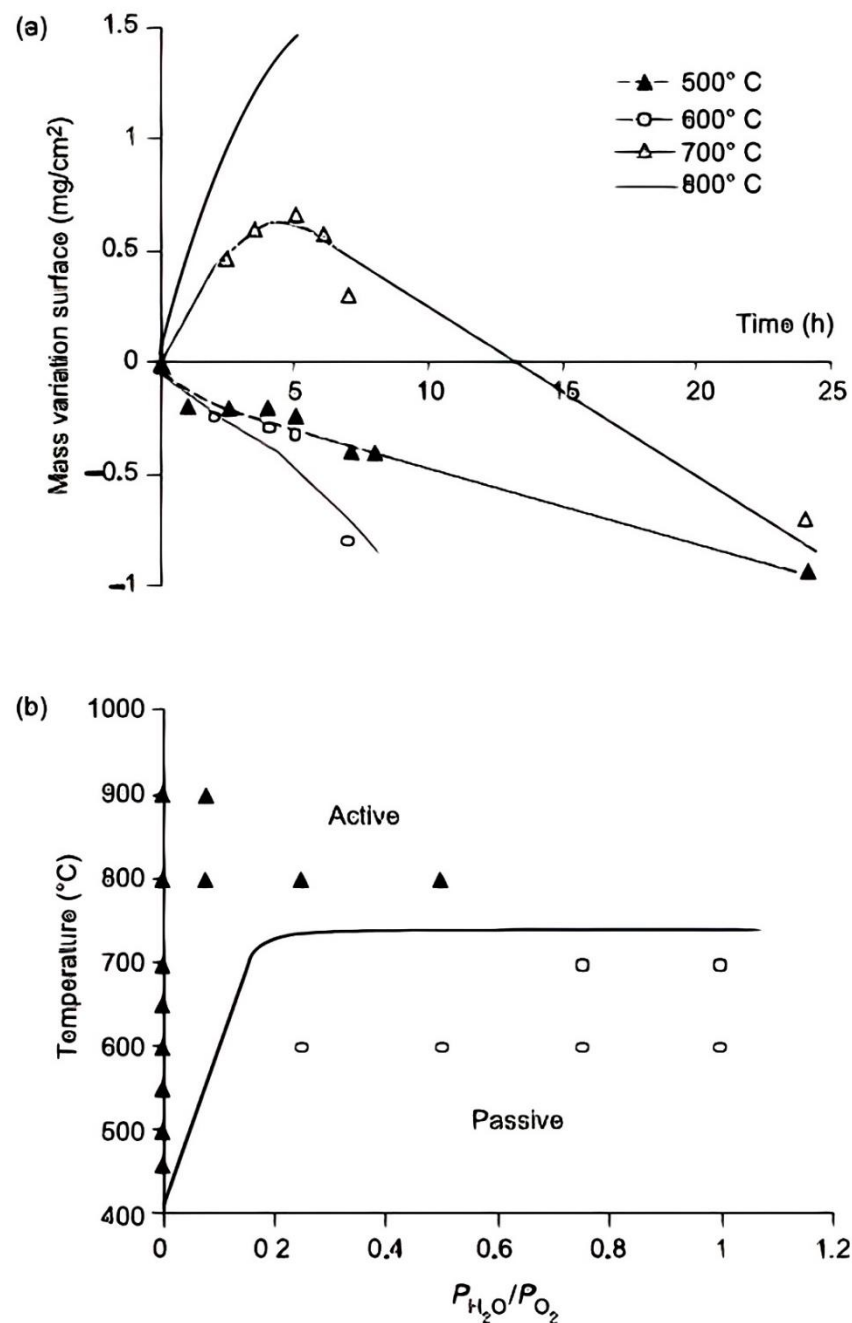 (a)
1.5
1
0.5
0
-0.5
-1
Mass variation surface (mg/cm²)
500° C
600° C
700° C
800° C
Time (h)
5
10
15
20
25
(b)
1000
900
800
700
600
500
400
Temperature (°C)
Active
Passive
0
0 2
0.4
0.6
0.8
1
1.2
P_H₂O/P_O₂